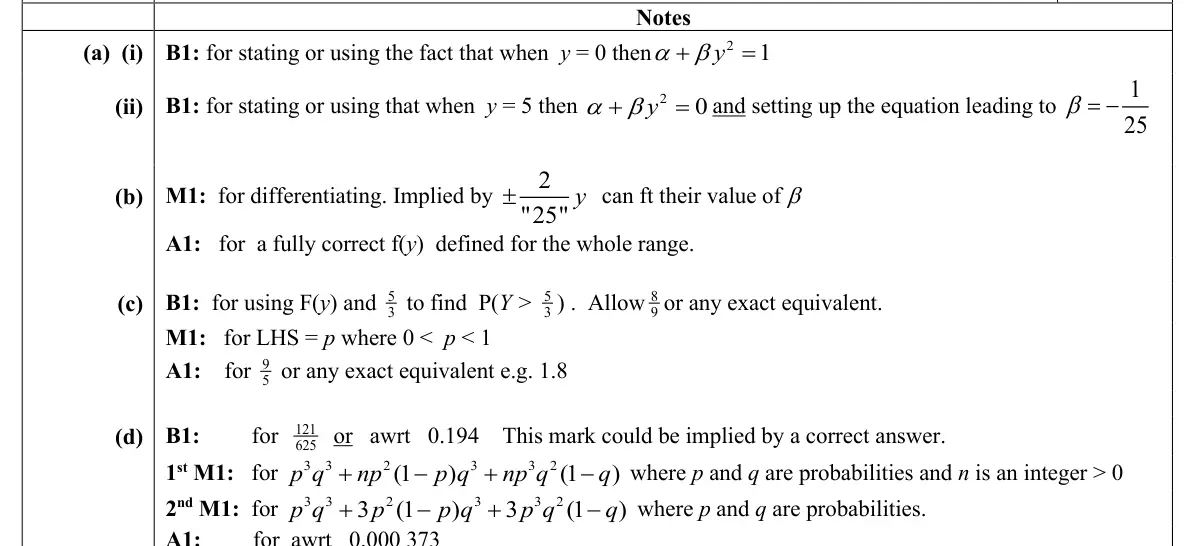 Notes
(a) (i) B1: for stating or using the fact that when y = 0 then α + βy² = 1
(ii) B1: for stating or using that when y = 5 then α + βy² = 0 and setting up the equation leading to β = −1/25
(b) M1: for differentiating. Implied by ± 2/"25" y can ft their value of β
A1: for a fully correct f(y) defined for the whole range.
(c) B1: for using F(y) and 5/3 to find P(Y > 5/3). Allow 8/9 or any exact equivalent.
M1: for LHS = p where 0 < p < 1
A1: for 9/5 or any exact equivalent e.g. 1.8
(d) B1: for 121/625 or awrt 0.194 This mark could be implied by a correct answer.
1st M1: for p³q³ + np²(1 − p)q³ + np³q²(1 − q) where p and q are probabilities and n is an integer > 0
2nd M1: for p³q³ + 3p²(1 − p)q³ + 3p³q²(1 − q) where p and q are probabilities.
A1: for awrt 0.000 373